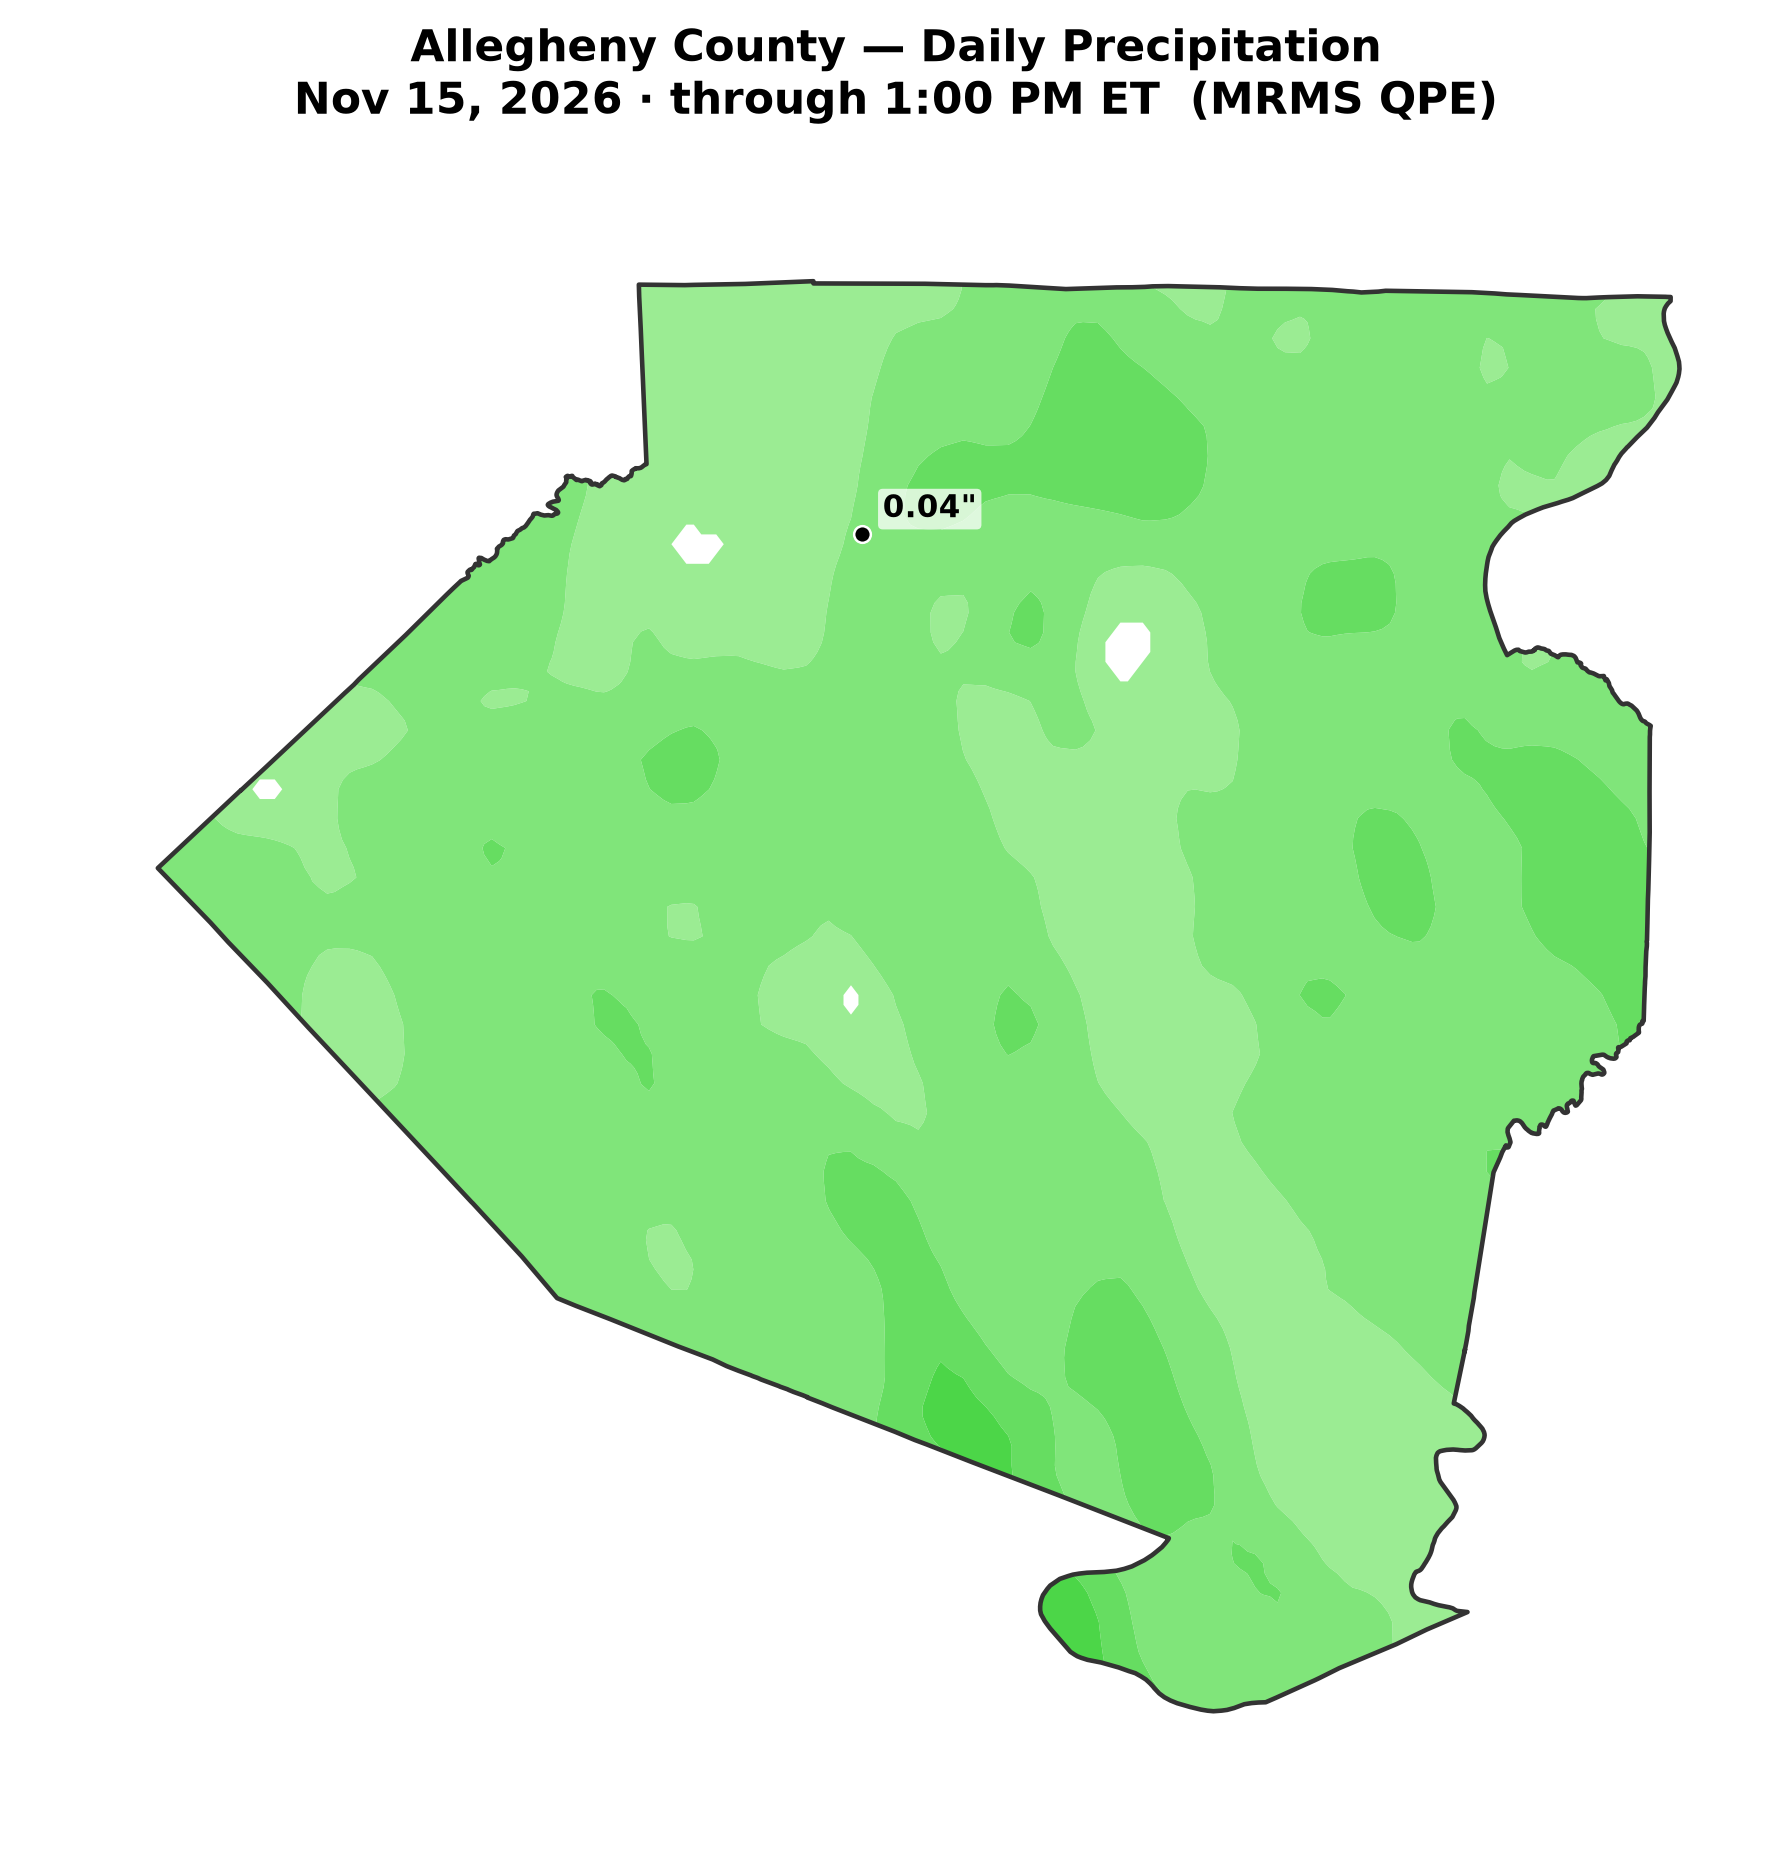 Allegheny County — Daily Precipitation
Nov 15, 2026 · through 1:00 PM ET (MRMS QPE)
0.04"